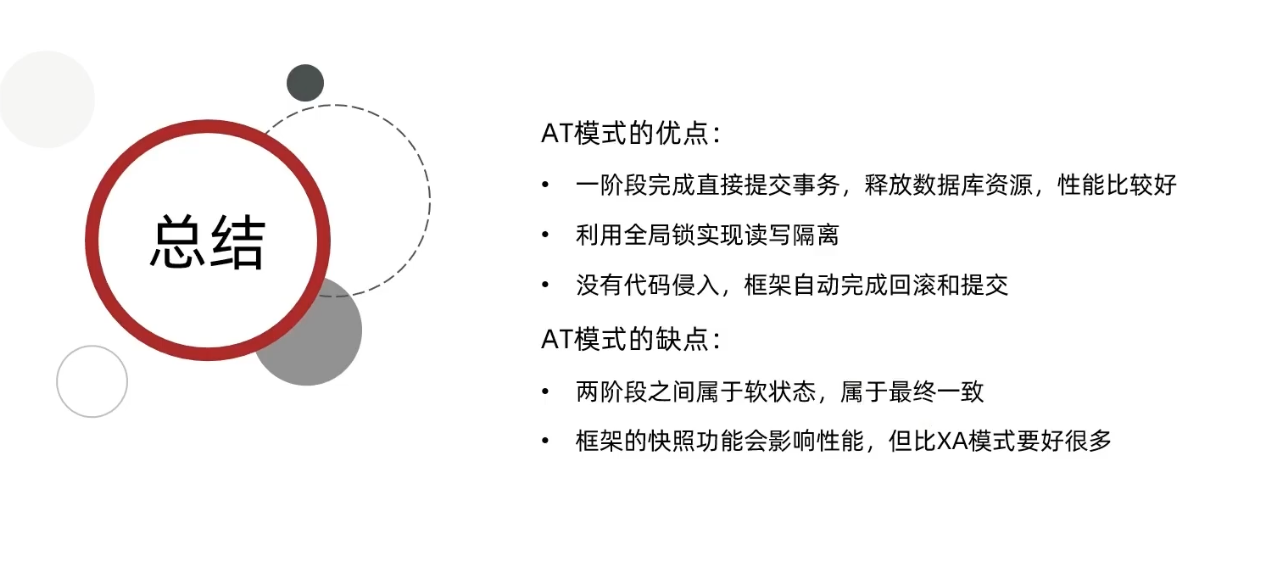 总结
AT模式的优点：
• 一阶段完成直接提交事务，释放数据库资源，性能比较好
• 利用全局锁实现读写隔离
• 没有代码侵入，框架自动完成回滚和提交
AT模式的缺点：
• 两阶段之间属于软状态，属于最终一致
• 框架的快照功能会影响性能，但比XA模式要好很多